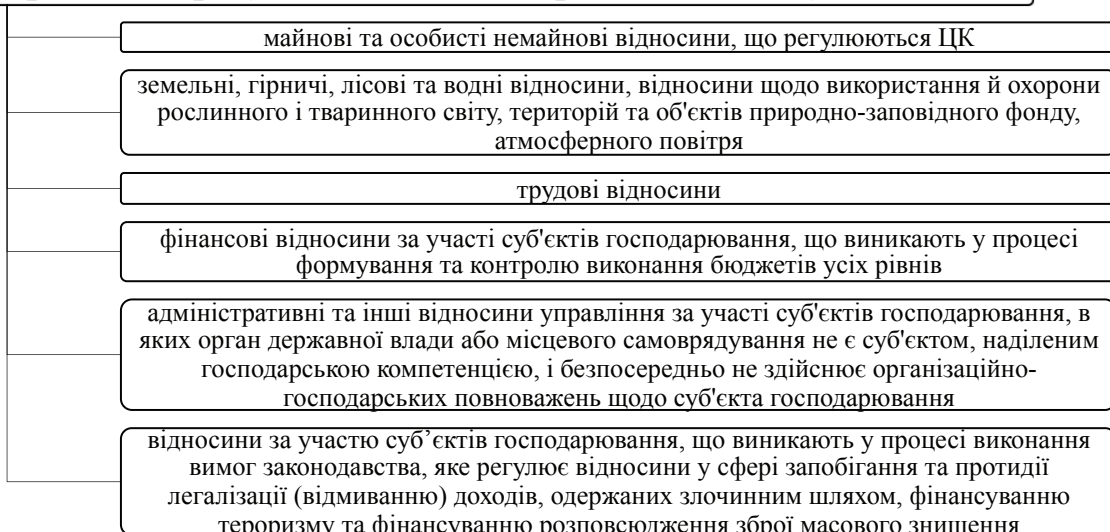 майнові та особисті немайнові відносини, що регулюються ЦК
земельні, гірничі, лісові та водні відносини, відносини щодо використання й охорони
рослинного і тваринного світу, територій та об'єктів природно-заповідного фонду,
атмосферного повітря
трудові відносини
фінансові відносини за участі суб'єктів господарювання, що виникають у процесі
формування та контролю виконання бюджетів усіх рівнів
адміністративні та інші відносини управління за участі суб'єктів господарювання, в
яких орган державної влади або місцевого самоврядування не є суб'єктом, наділеним
господарською компетенцією, і безпосередньо не здійснює організаційно-
господарських повноважень щодо суб'єкта господарювання
відносини за участю суб’єктів господарювання, що виникають у процесі виконання
вимог законодавства, яке регулює відносини у сфері запобігання та протидії
легалізації (відмиванню) доходів, одержаних злочинним шляхом, фінансуванню
тероризму та фінансуванню розповсюдження зброї масового знищення